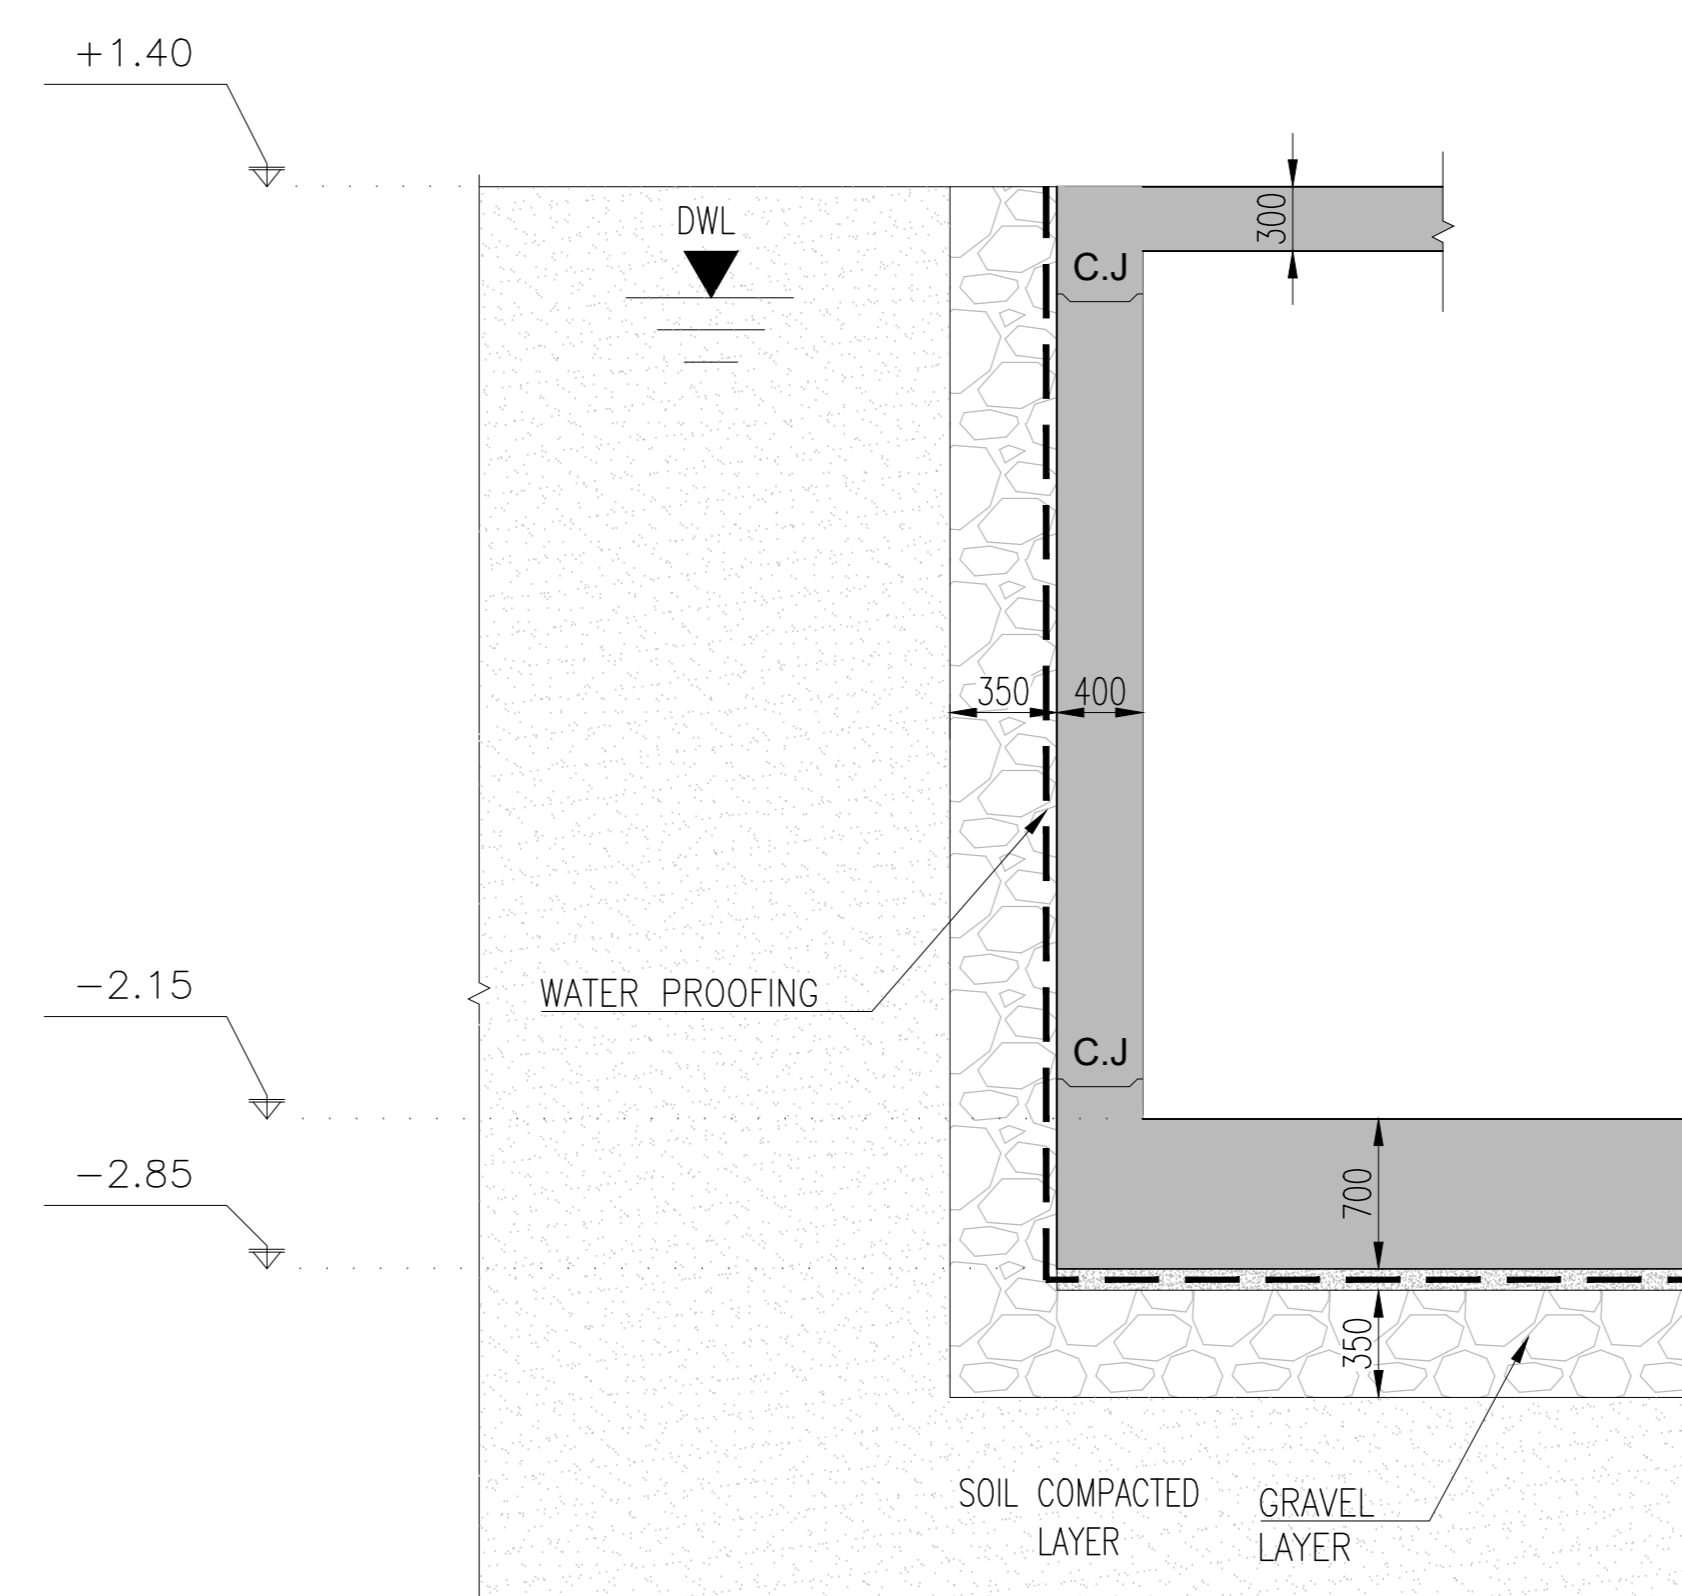 +1.40
DWL
300
C.J
350
400
WATER PROOFING
-2.15
C.J
-2.85
700
350
SOIL COMPACTED
LAYER
GRAVEL
LAYER